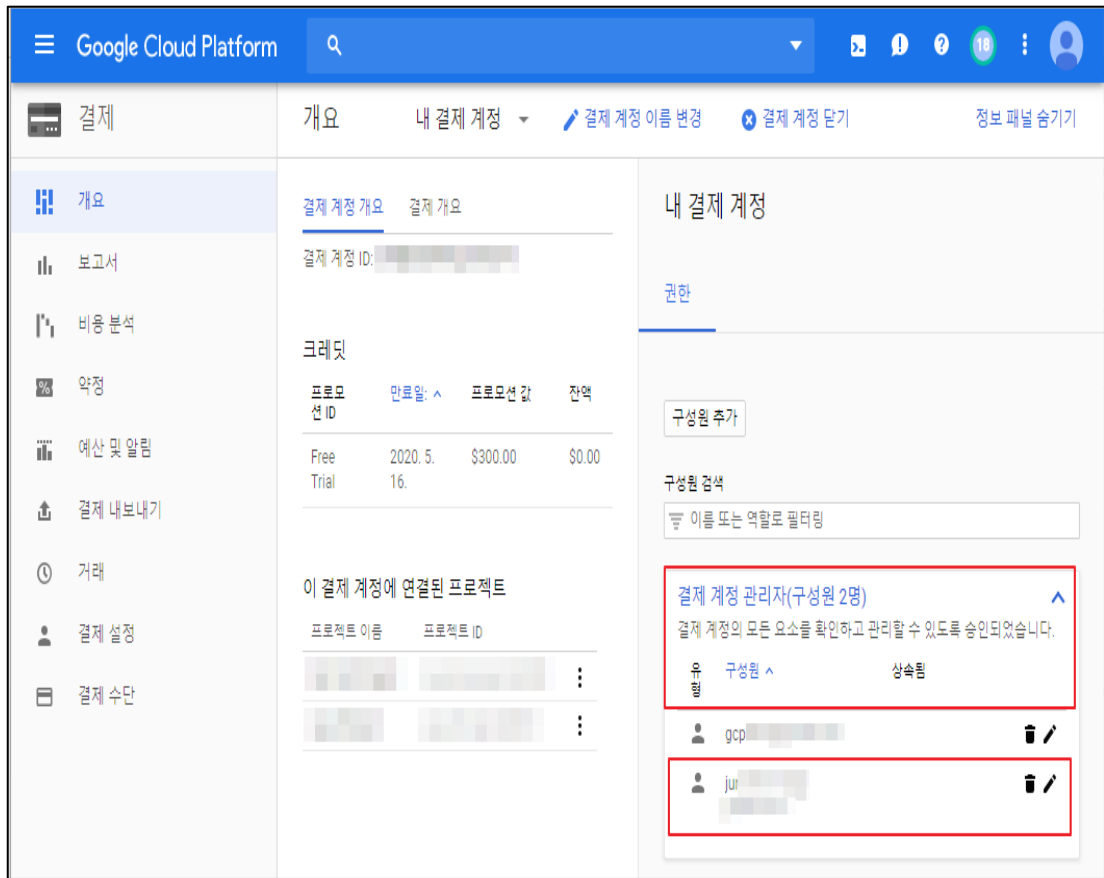 Google Cloud Platform
18
결제
개요
내 결제 계정
결제 계정 이름 변경
결제 계정 닫기
정보 패널 숨기기
개요
보고서
비용 분석
약정
예산 및 알림
결제 내보내기
거래
결제 설정
결제 수단
결제 계정 개요
결제 개요
결제 계정 ID:
크레딧
프로모션 ID
만료일:
프로모션 값
잔액
Free Trial
2020. 5. 16.
$300.00
$0.00
이 결제 계정에 연결된 프로젝트
프로젝트 이름
프로젝트 ID
내 결제 계정
권한
구성원 추가
구성원 검색
이름 또는 역할로 필터링
결제 계정 관리자(구성원 2명)
결제 계정의 모든 요소를 확인하고 관리할 수 있도록 승인되었습니다.
유형
구성원
상속됨
gcp
jun